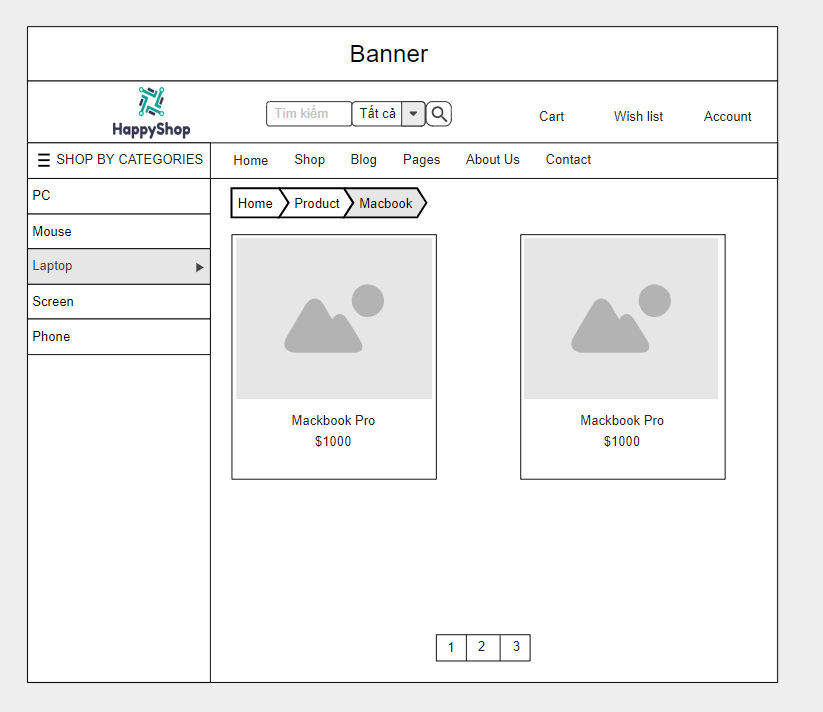 Banner
HappyShop
Tìm kiếm Tất cả
Cart Wish list Account
SHOP BY CATEGORIES
Home Shop Blog Pages About Us Contact
PC
Mouse
Laptop
Screen
Phone
Home Product Macbook
Mackbook Pro
$1000
Mackbook Pro
$1000
1 2 3